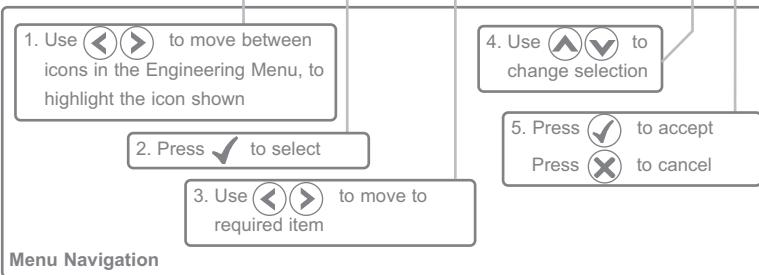 1. Use to move between
icons in the Engineering Menu, to
highlight the icon shown
2. Press to select
3. Use to move to
required item
4. Use to
change selection
5. Press to accept
Press to cancel
Menu Navigation